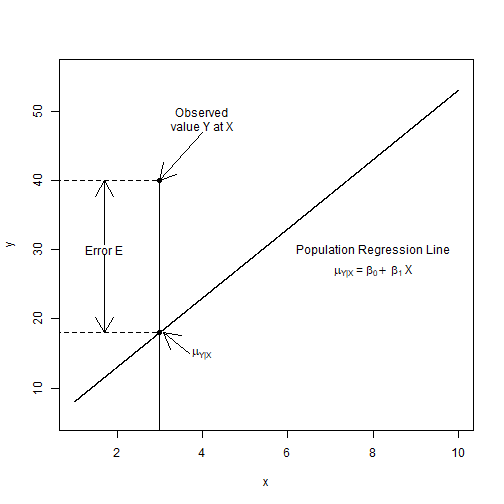 Observed
value Y at X
50
40
30
20
10
y
Error E
Population Regression Line
μY|X = β0 + β1 X
μY|X
2
4
6
8
10
x